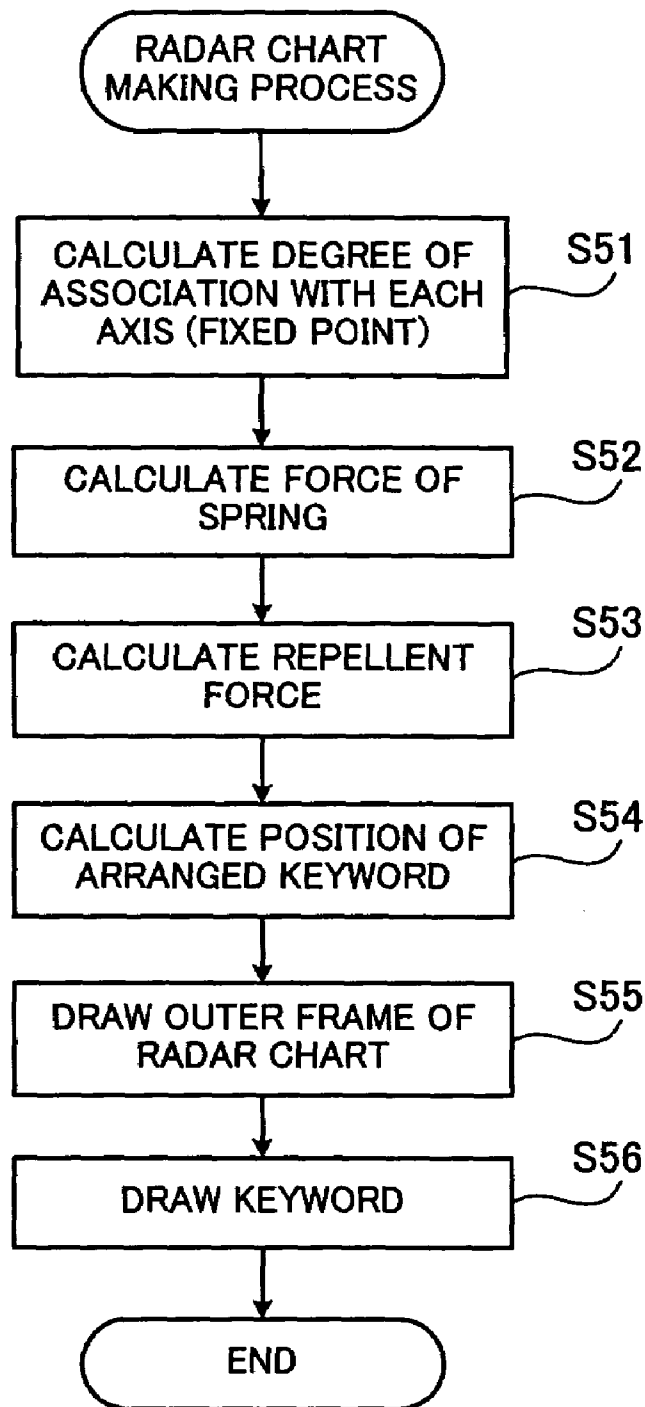 RADAR CHART
MAKING PROCESS
CALCULATE DEGREE OF
ASSOCIATION WITH EACH
AXIS (FIXED POINT)
S51
CALCULATE FORCE OF
SPRING
S52
CALCULATE REPELLENT
FORCE
S53
CALCULATE POSITION OF
ARRANGED KEYWORD
S54
DRAW OUTER FRAME OF
RADAR CHART
S55
DRAW KEYWORD
S56
END